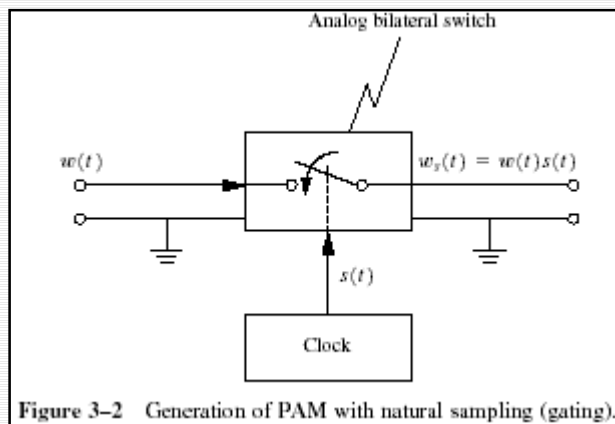 Analog bilateral switch
w(t)
w_s(t) = w(t)s(t)
s(t)
Clock
Figure 3–2 Generation of PAM with natural sampling (gating).